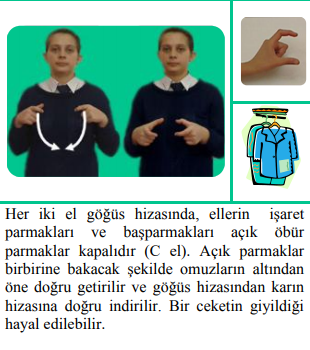 Her iki el göğüs hizasında, ellerin işaret
parmakları ve başparmakları açık öbür
parmaklar kapalıdır (C el). Açık parmaklar
birbirine bakacak şekilde omuzların altından
öne doğru getirilir ve göğüs hizasından karın
hizasına doğru indirilir. Bir ceketin giyildiği
hayal edilebilir.